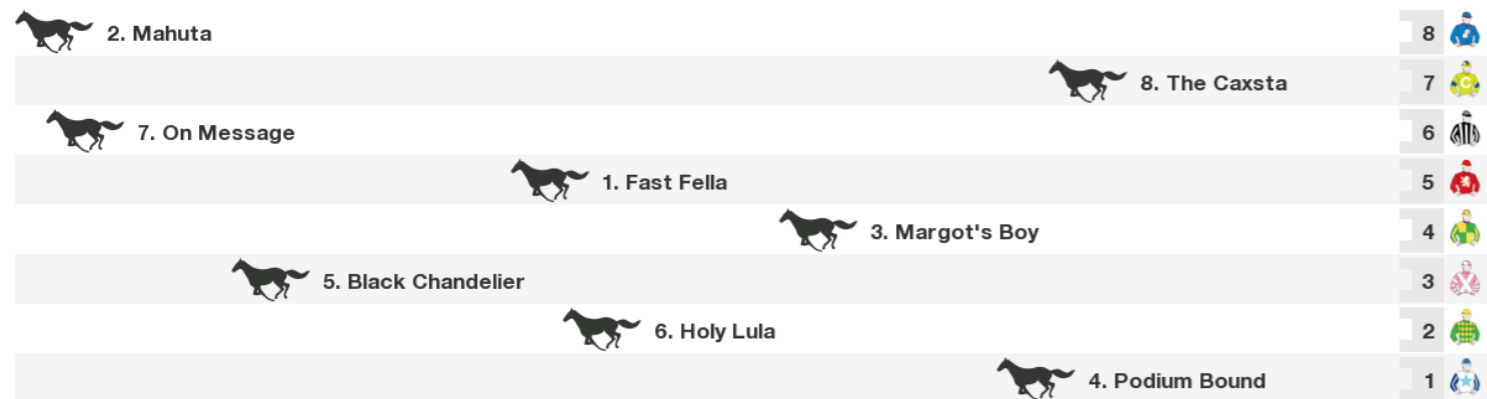 2. Mahuta 8
8. The Caxsta 7 C
7. On Message 6
1. Fast Fella 5
3. Margot's Boy 4
5. Black Chandelier 3
6. Holy Lula 2
4. Podium Bound 1